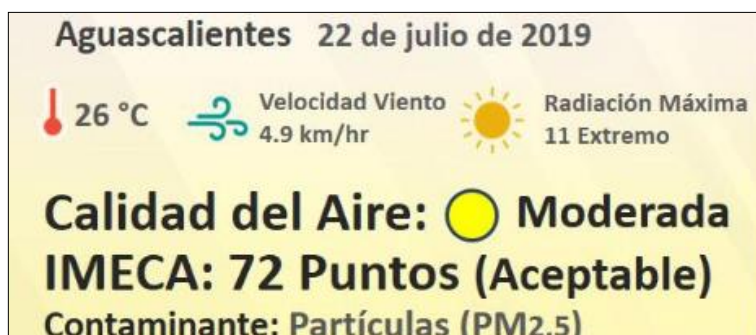 Aguascalientes 22 de julio de 2019
26 °C
Velocidad Viento
4.9 km/hr
Radiación Máxima
11 Extremo
Calidad del Aire: Moderada
IMECA: 72 Puntos (Aceptable)
Contaminante: Partículas (PM2.5)